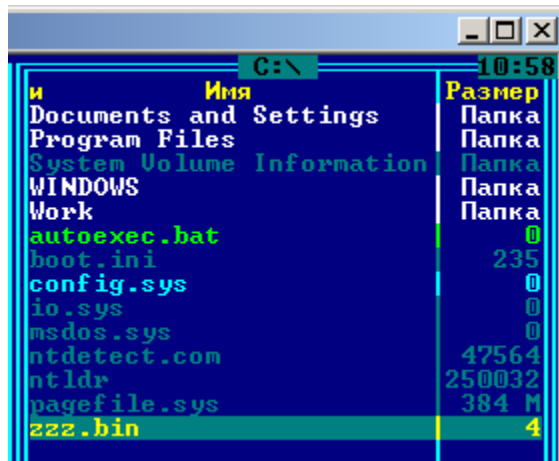 C:\ 10:58
и Имя Размер
Documents and Settings Папка
Program Files Папка
System Volume Information Папка
WINDOWS Папка
Work Папка
autoexec.bat 0
boot.ini 235
config.sys 0
io.sys 0
msdos.sys 0
ntdetect.com 47564
ntldr 250032
pagefile.sys 384 M
zzz.bin 4